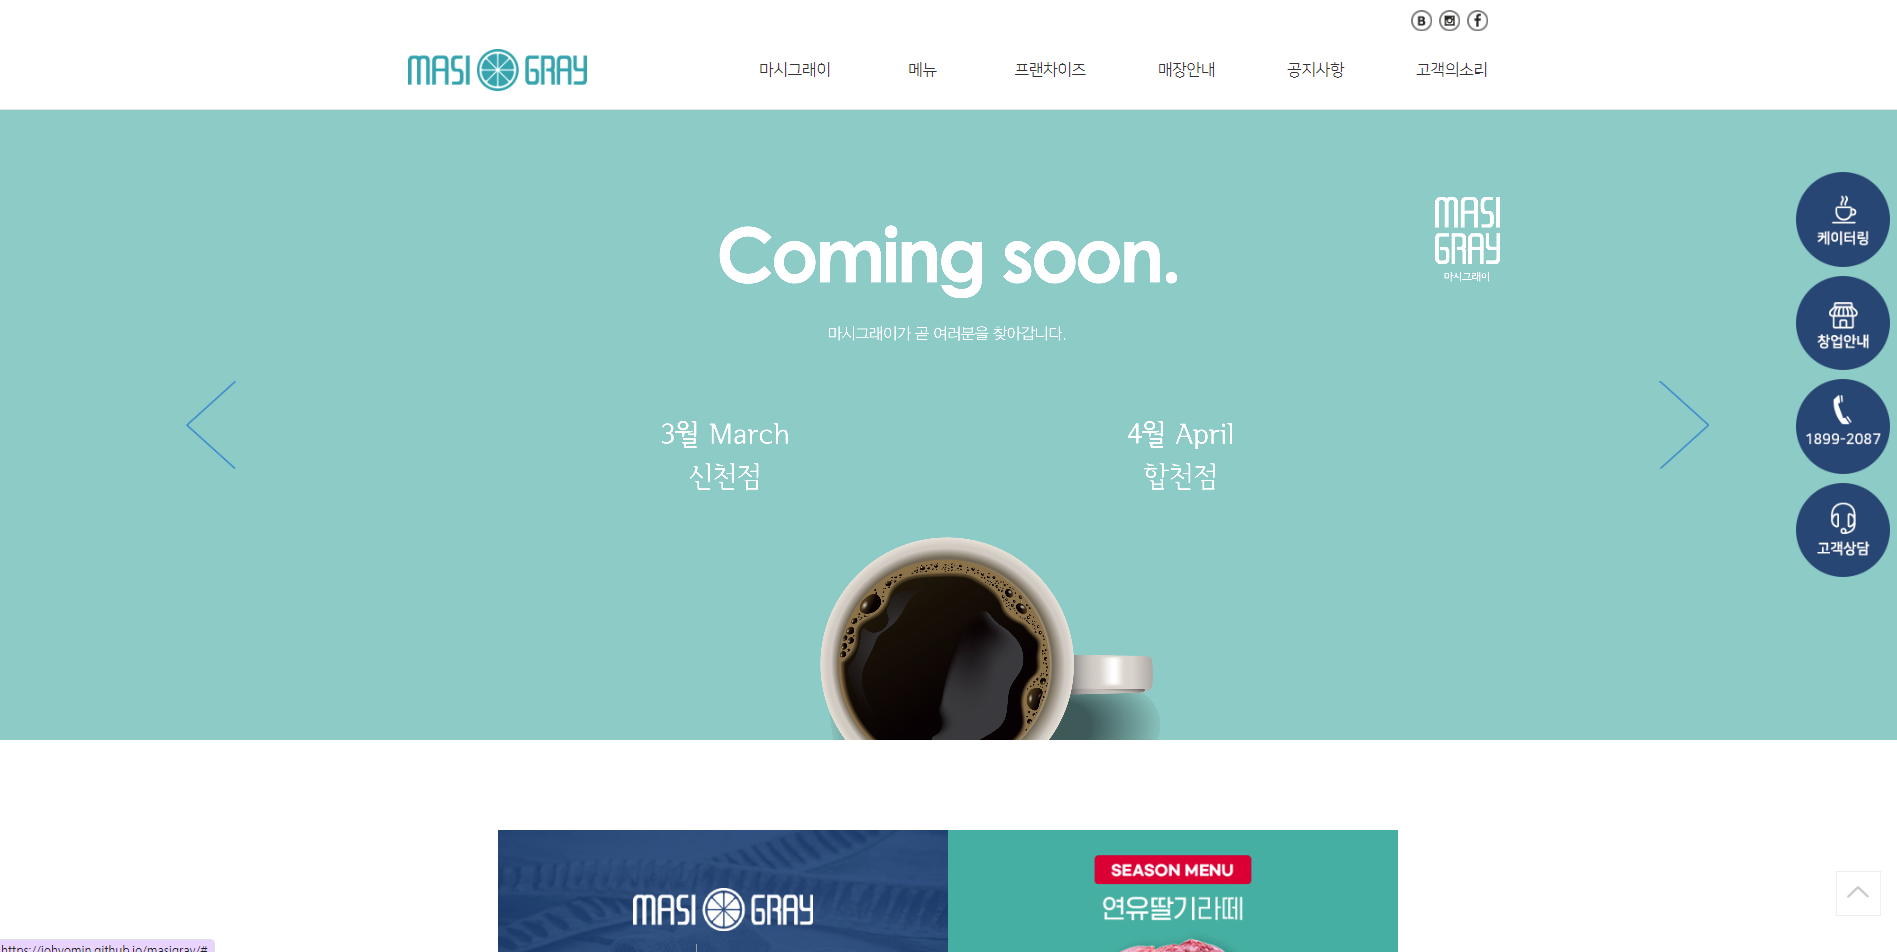 MASI GRAY
마시그래이
메뉴
프랜차이즈
매장안내
공지사항
고객의소리
MASI
GRAY
마시그래이
Coming soon.
마시그래이가 곧 여러분을 찾아갑니다.
3월 March
신천점
4월 April
합천점
케이터링
창업안내
1899-2087
고객상담
MASI GRAY
SEASON MENU
연유딸기라떼
https://johyomin.github.io/masigray/#